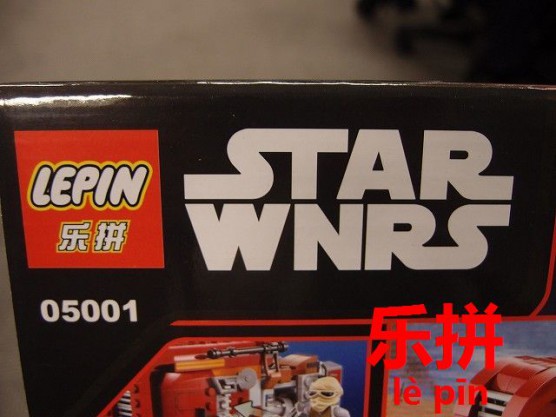 LEPIN
乐拼
STAR
WNRS
05001
乐拼
lè pīn